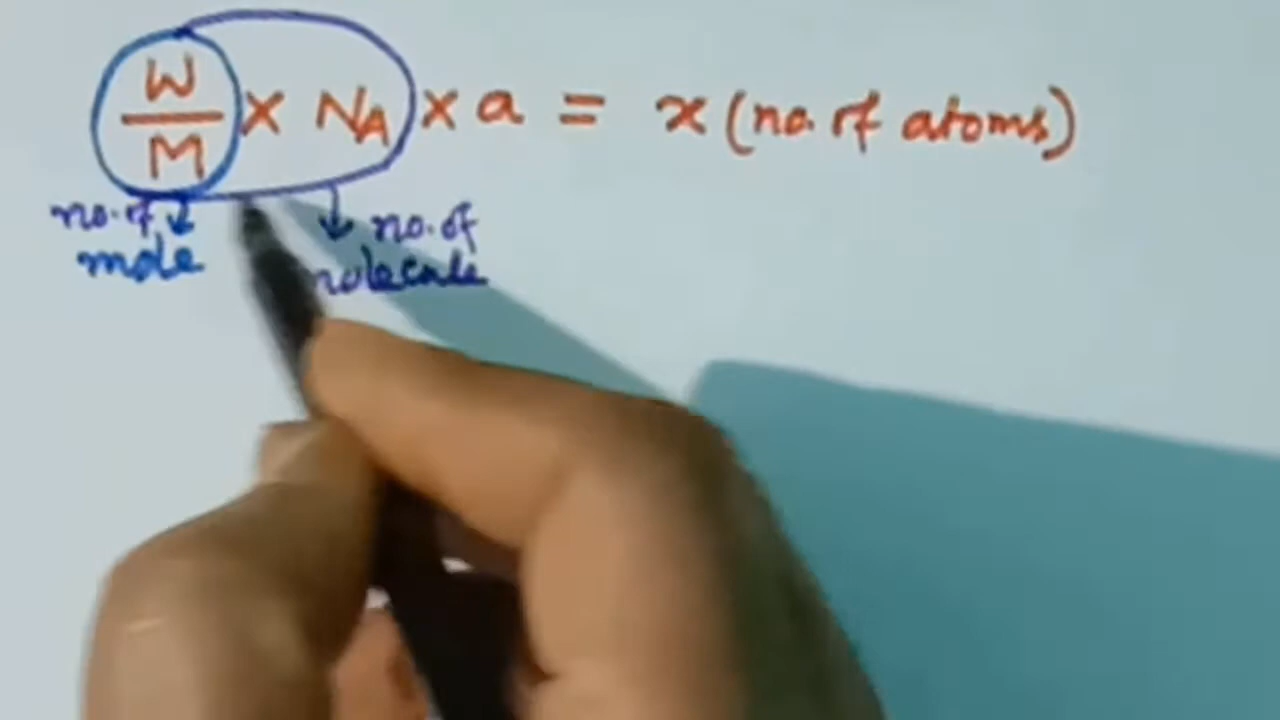 W/M × NA × a = x (no. of atoms)
no. of mole
no. of molecule